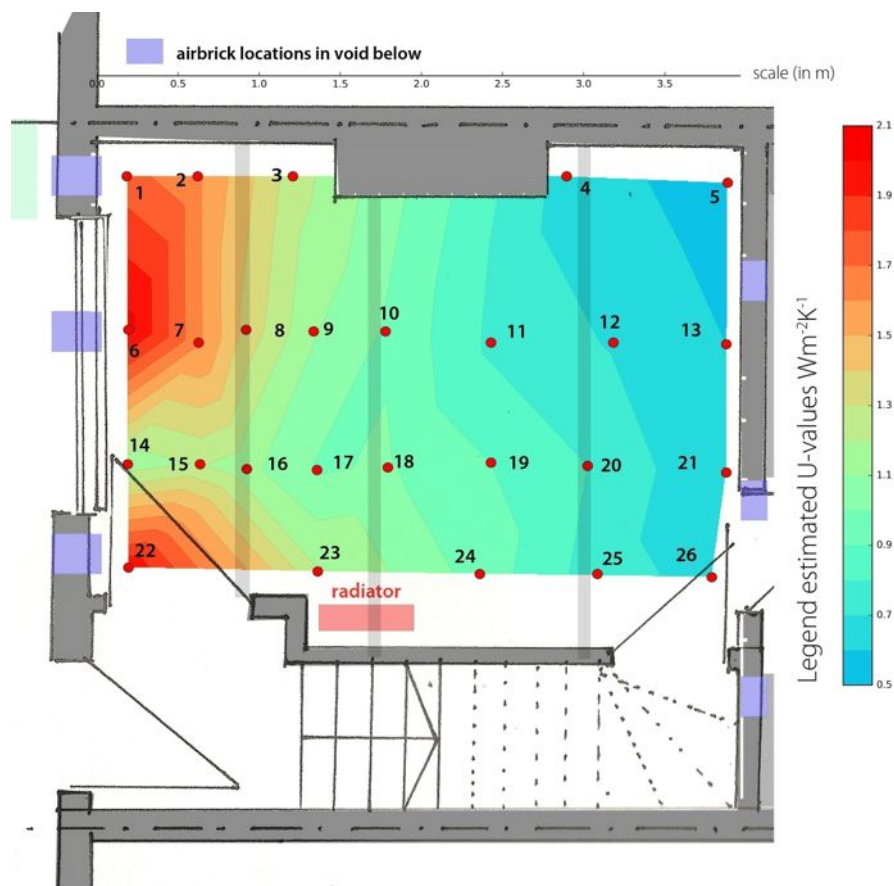 airbrick locations in void below
scale (in m)
0.0 0.5 1.0 1.5 2.0 2.5 3.0 3.5
1 2 3 4 5
6 7 8 9 10 11 12 13
14 15 16 17 18 19 20 21
22 23 24 25 26
radiator
2.1
1.9
1.7
1.5
1.3
1.1
0.9
0.7
0.5
Legend estimated U-values Wm⁻²K⁻¹